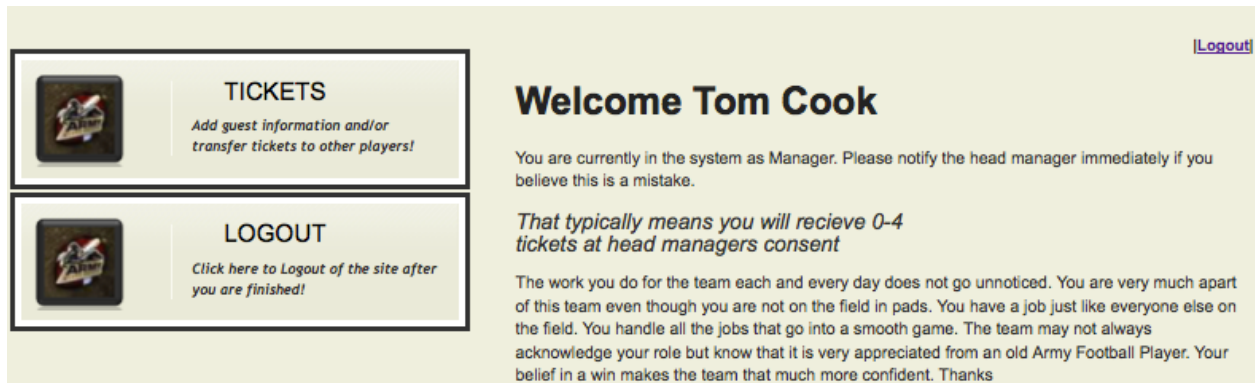 |Logout|
TICKETS
Add guest information and/or
transfer tickets to other players!
LOGOUT
Click here to Logout of the site after
you are finished!
Welcome Tom Cook
You are currently in the system as Manager. Please notify the head manager immediately if you
believe this is a mistake.
That typically means you will recieve 0-4
tickets at head managers consent
The work you do for the team each and every day does not go unnoticed. You are very much apart
of this team even though you are not on the field in pads. You have a job just like everyone else on
the field. You handle all the jobs that go into a smooth game. The team may not always
acknowledge your role but know that it is very appreciated from an old Army Football Player. Your
belief in a win makes the team that much more confident. Thanks
ARMY
ARMY